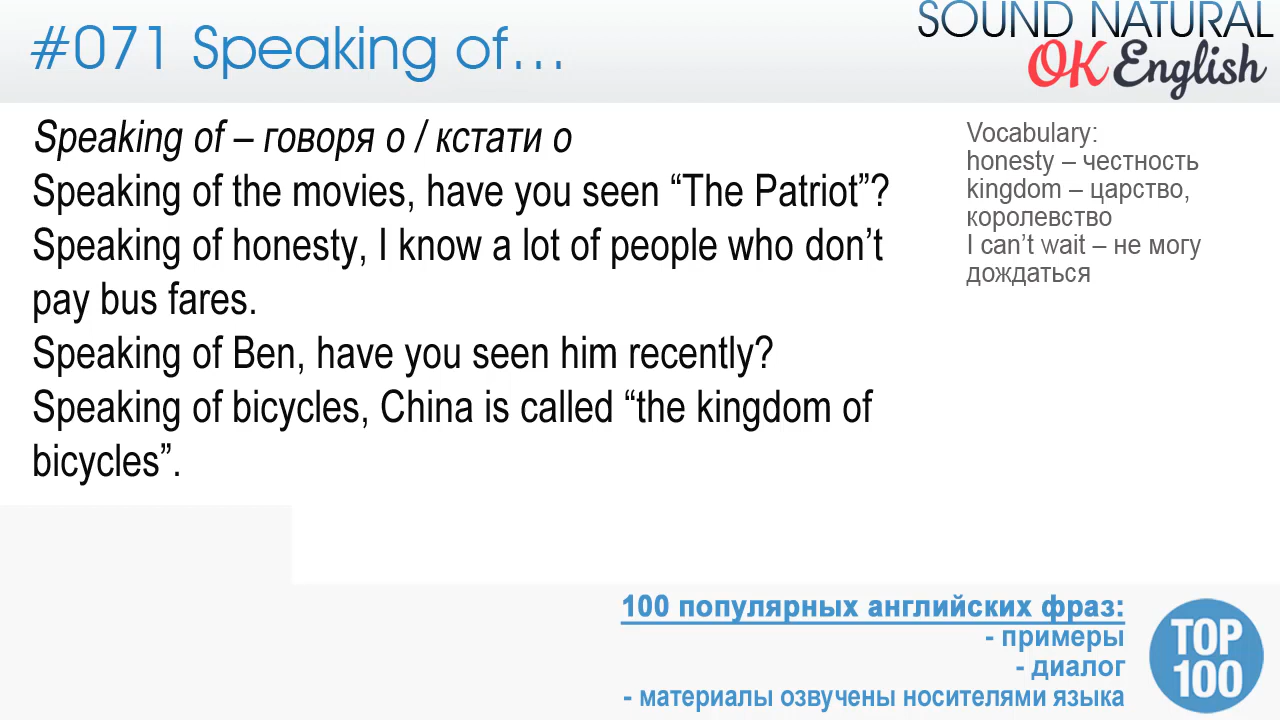 #071 Speaking of...
SOUND NATURAL
OK English
Speaking of – говоря о / кстати о
Speaking of the movies, have you seen “The Patriot”?
Speaking of honesty, I know a lot of people who don’t
pay bus fares.
Speaking of Ben, have you seen him recently?
Speaking of bicycles, China is called “the kingdom of
bicycles”.
Vocabulary:
honesty – честность
kingdom – царство,
королевство
I can’t wait – не могу
дождаться
100 популярных английских фраз:
- примеры
- диалог
- материалы озвучены носителями языка
TOP
100